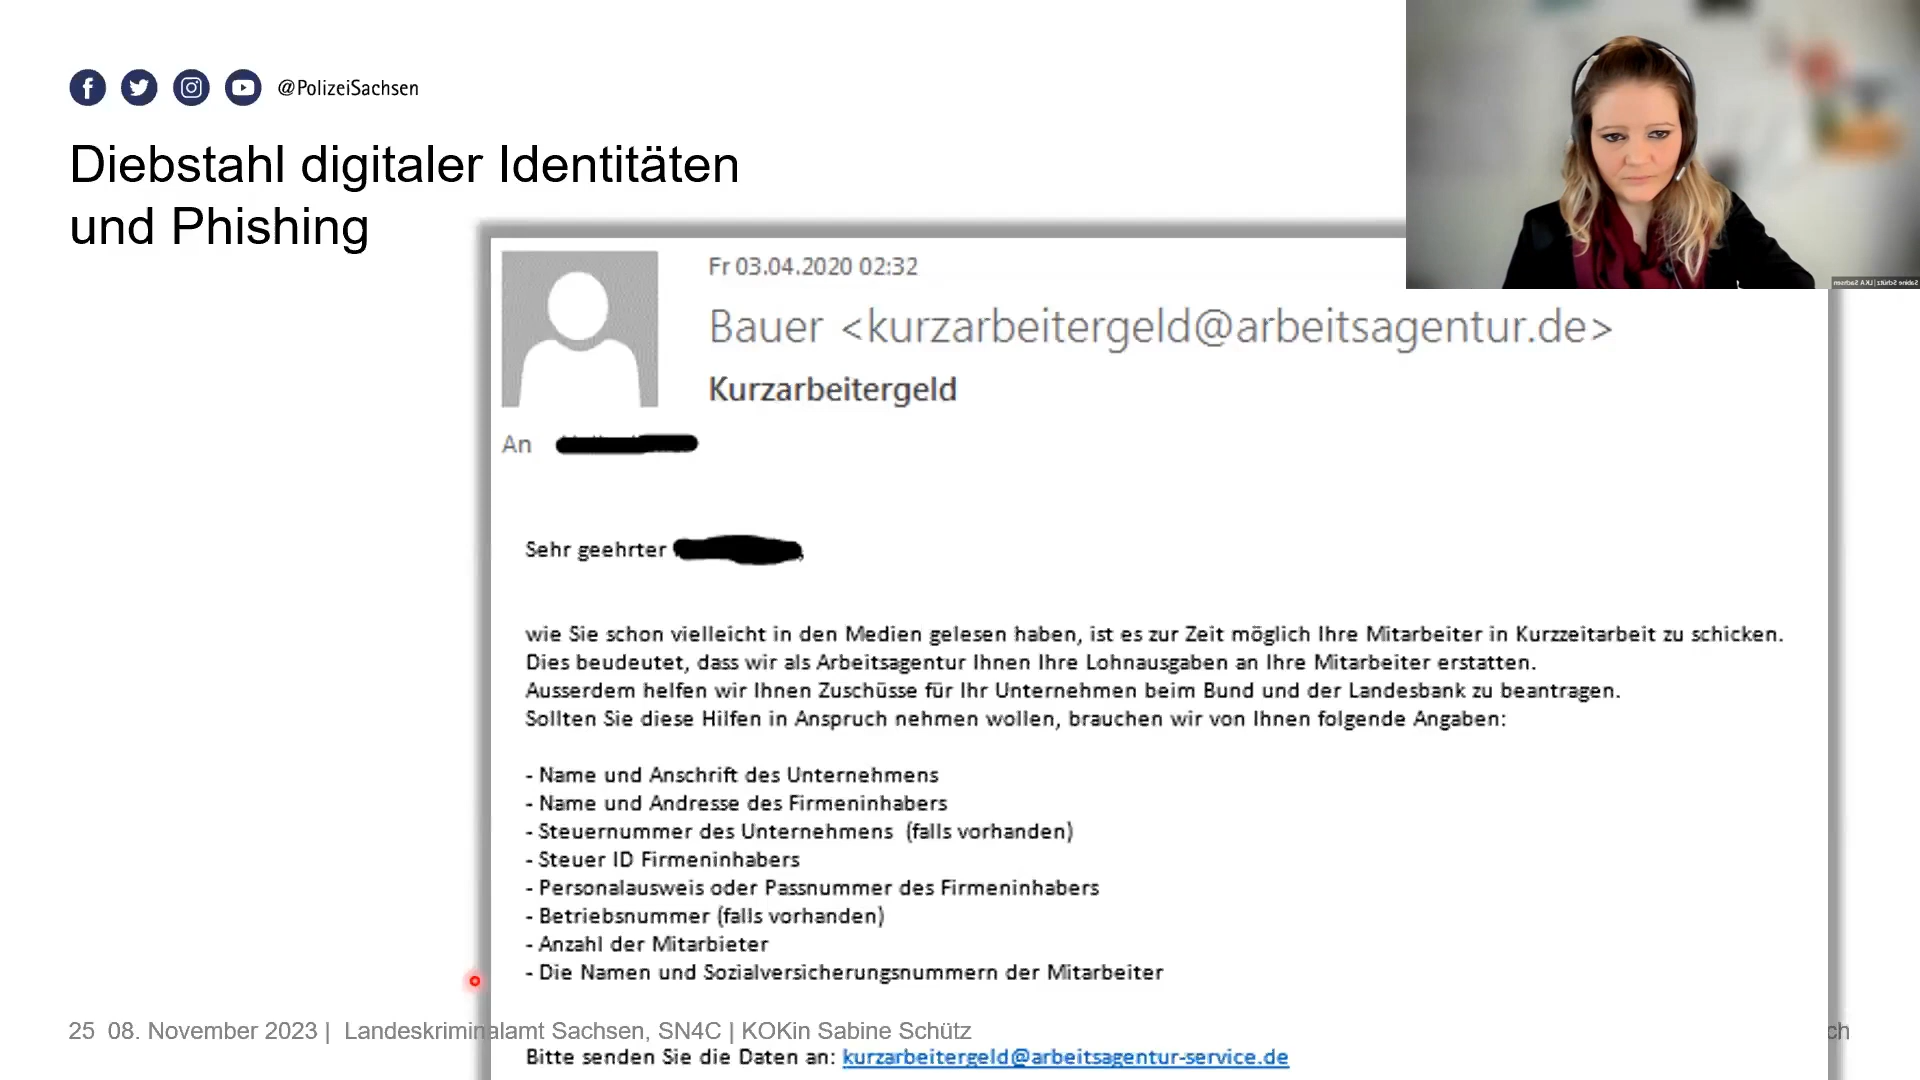 @PolizeiSachsen
Diebstahl digitaler Identitäten
und Phishing
Fr 03.04.2020 02:32
Bauer <kurzarbeitergeld@arbeitsagentur.de>
Kurzarbeitergeld
An
Sehr geehrter
wie Sie schon vielleicht in den Medien gelesen haben, ist es zur Zeit möglich Ihre Mitarbeiter in Kurzzeitarbeit zu schicken.
Dies beudeutet, dass wir als Arbeitsagentur Ihnen Ihre Lohnausgaben an Ihre Mitarbeiter erstatten.
Ausserdem helfen wir Ihnen Zuschüsse für Ihr Unternehmen beim Bund und der Landesbank zu beantragen.
Sollten Sie diese Hilfen in Anspruch nehmen wollen, brauchen wir von Ihnen folgende Angaben:
- Name und Anschrift des Unternehmens
- Name und Andresse des Firmeninhabers
- Steuernummer des Unternehmens (falls vorhanden)
- Steuer ID Firmeninhabers
- Personalausweis oder Passnummer des Firmeninhabers
- Betriebsnummer (falls vorhanden)
- Anzahl der Mitarbieter
- Die Namen und Sozialversicherungsnummern der Mitarbeiter
25 08. November 2023 | Landeskriminalamt Sachsen, SN4C | KOKin Sabine Schütz
ch
Bitte senden Sie die Daten an: kurzarbeitergeld@arbeitsagentur-service.de
Sabine Schütz | LKA Sachsen